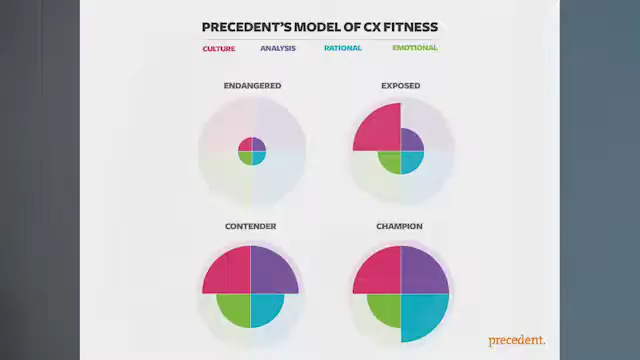 PRECEDENT'S MODEL OF CX FITNESS
CULTURE ANALYSIS RATIONAL EMOTIONAL
ENDANGERED EXPOSED
CONTENDER CHAMPION
precedent.